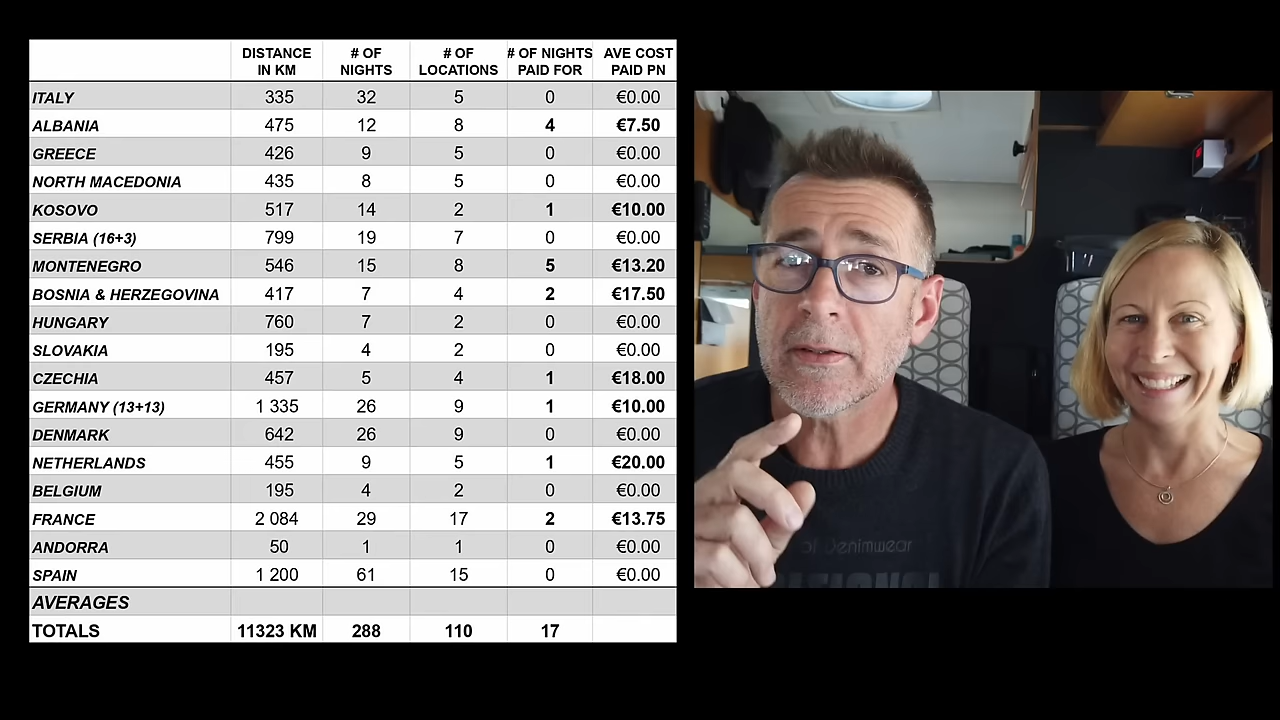 DISTANCE IN KM # OF NIGHTS # OF LOCATIONS # OF NIGHTS PAID FOR AVE COST PAID PN
ITALY 335 32 5 0 €0.00
ALBANIA 475 12 8 4 €7.50
GREECE 426 9 5 0 €0.00
NORTH MACEDONIA 435 8 5 0 €0.00
KOSOVO 517 14 2 1 €10.00
SERBIA (16+3) 799 19 7 0 €0.00
MONTENEGRO 546 15 8 5 €13.20
BOSNIA & HERZEGOVINA 417 7 4 2 €17.50
HUNGARY 760 7 2 0 €0.00
SLOVAKIA 195 4 2 0 €0.00
CZECHIA 457 5 4 1 €18.00
GERMANY (13+13) 1 335 26 9 1 €10.00
DENMARK 642 26 9 0 €0.00
NETHERLANDS 455 9 5 1 €20.00
BELGIUM 195 4 2 0 €0.00
FRANCE 2 084 29 17 2 €13.75
ANDORRA 50 1 1 0 €0.00
SPAIN 1 200 61 15 0 €0.00
AVERAGES
TOTALS 11323 KM 288 110 17